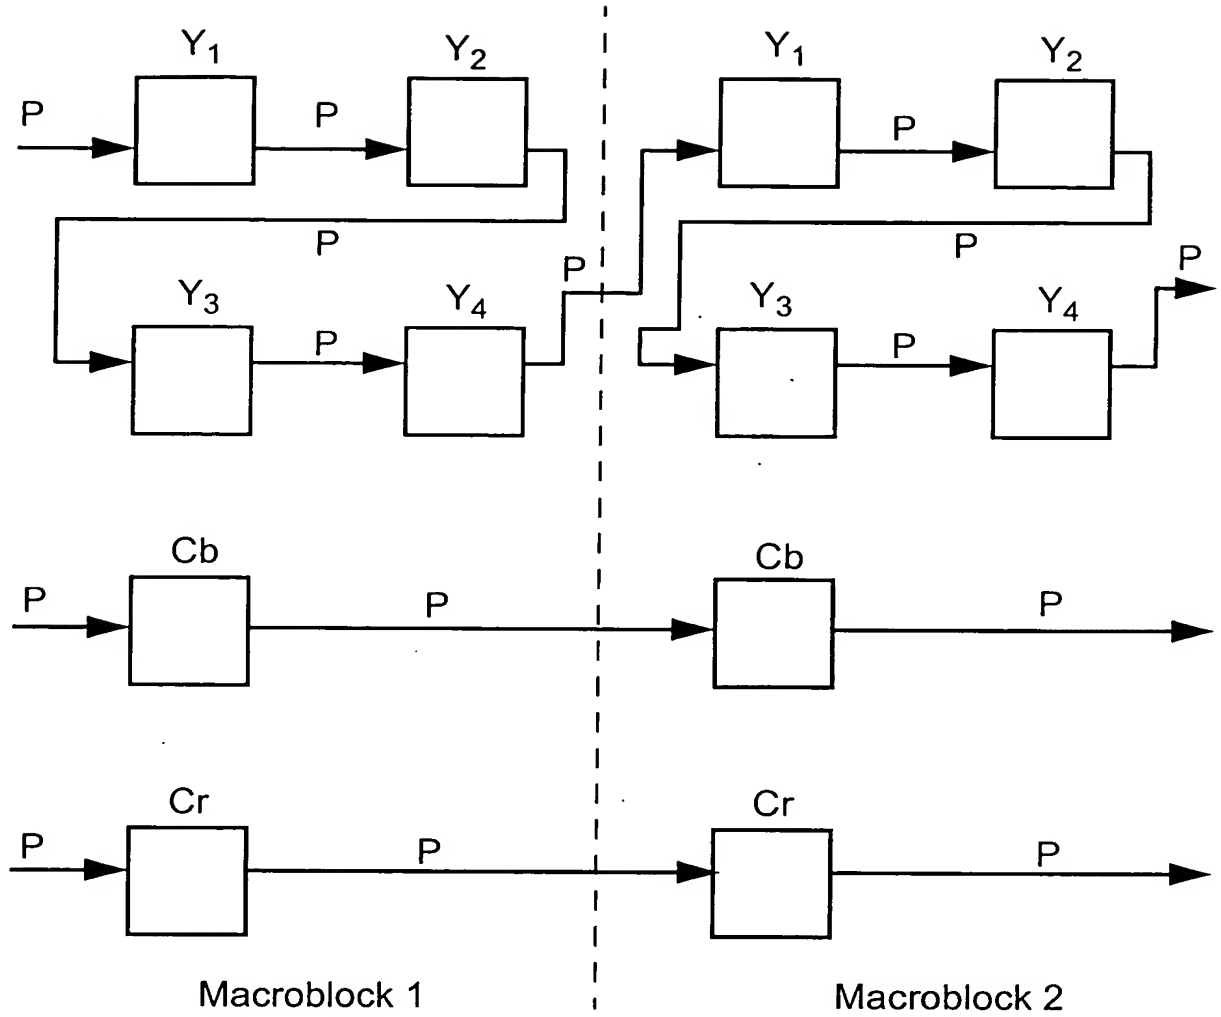 Y₁ Y₂ Y₁ Y₂
P P P
P P
P P
Y₃ Y₄ Y₃ Y₄
P P
Cb Cb
P P P
Cr Cr
P P P
Macroblock 1 Macroblock 2